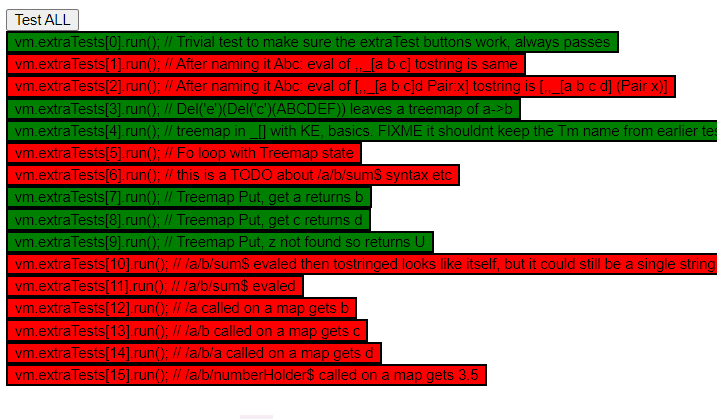 Test ALL
vm.extraTests[0].run(); // Trivial test to make sure the extraTest buttons work, always passes
vm.extraTests[1].run(); // After naming it Abc: eval of ,,_[a b c] tostring is same
vm.extraTests[2].run(); // After naming it Abc: eval of [,,_[a b c]d Pair:x] tostring is [,,_[a b c d] (Pair x)]
vm.extraTests[3].run(); // Del('e')(Del('c')(ABCDEF)) leaves a treemap of a->b
vm.extraTests[4].run(); // treemap in _[] with KE, basics. FIXME it shouldnt keep the Tm name from earlier tes
vm.extraTests[5].run(); // Fo loop with Treemap state
vm.extraTests[6].run(); // this is a TODO about /a/b/sum$ syntax etc
vm.extraTests[7].run(); // Treemap Put, get a returns b
vm.extraTests[8].run(); // Treemap Put, get c returns d
vm.extraTests[9].run(); // Treemap Put, z not found so returns U
vm.extraTests[10].run(); // /a/b/sum$ evaled then tostringed looks like itself, but it could still be a single string
vm.extraTests[11].run(); // /a/b/sum$ evaled
vm.extraTests[12].run(); // /a called on a map gets b
vm.extraTests[13].run(); // /a/b called on a map gets c
vm.extraTests[14].run(); // /a/b/a called on a map gets d
vm.extraTests[15].run(); // /a/b/numberHolder$ called on a map gets 3.5